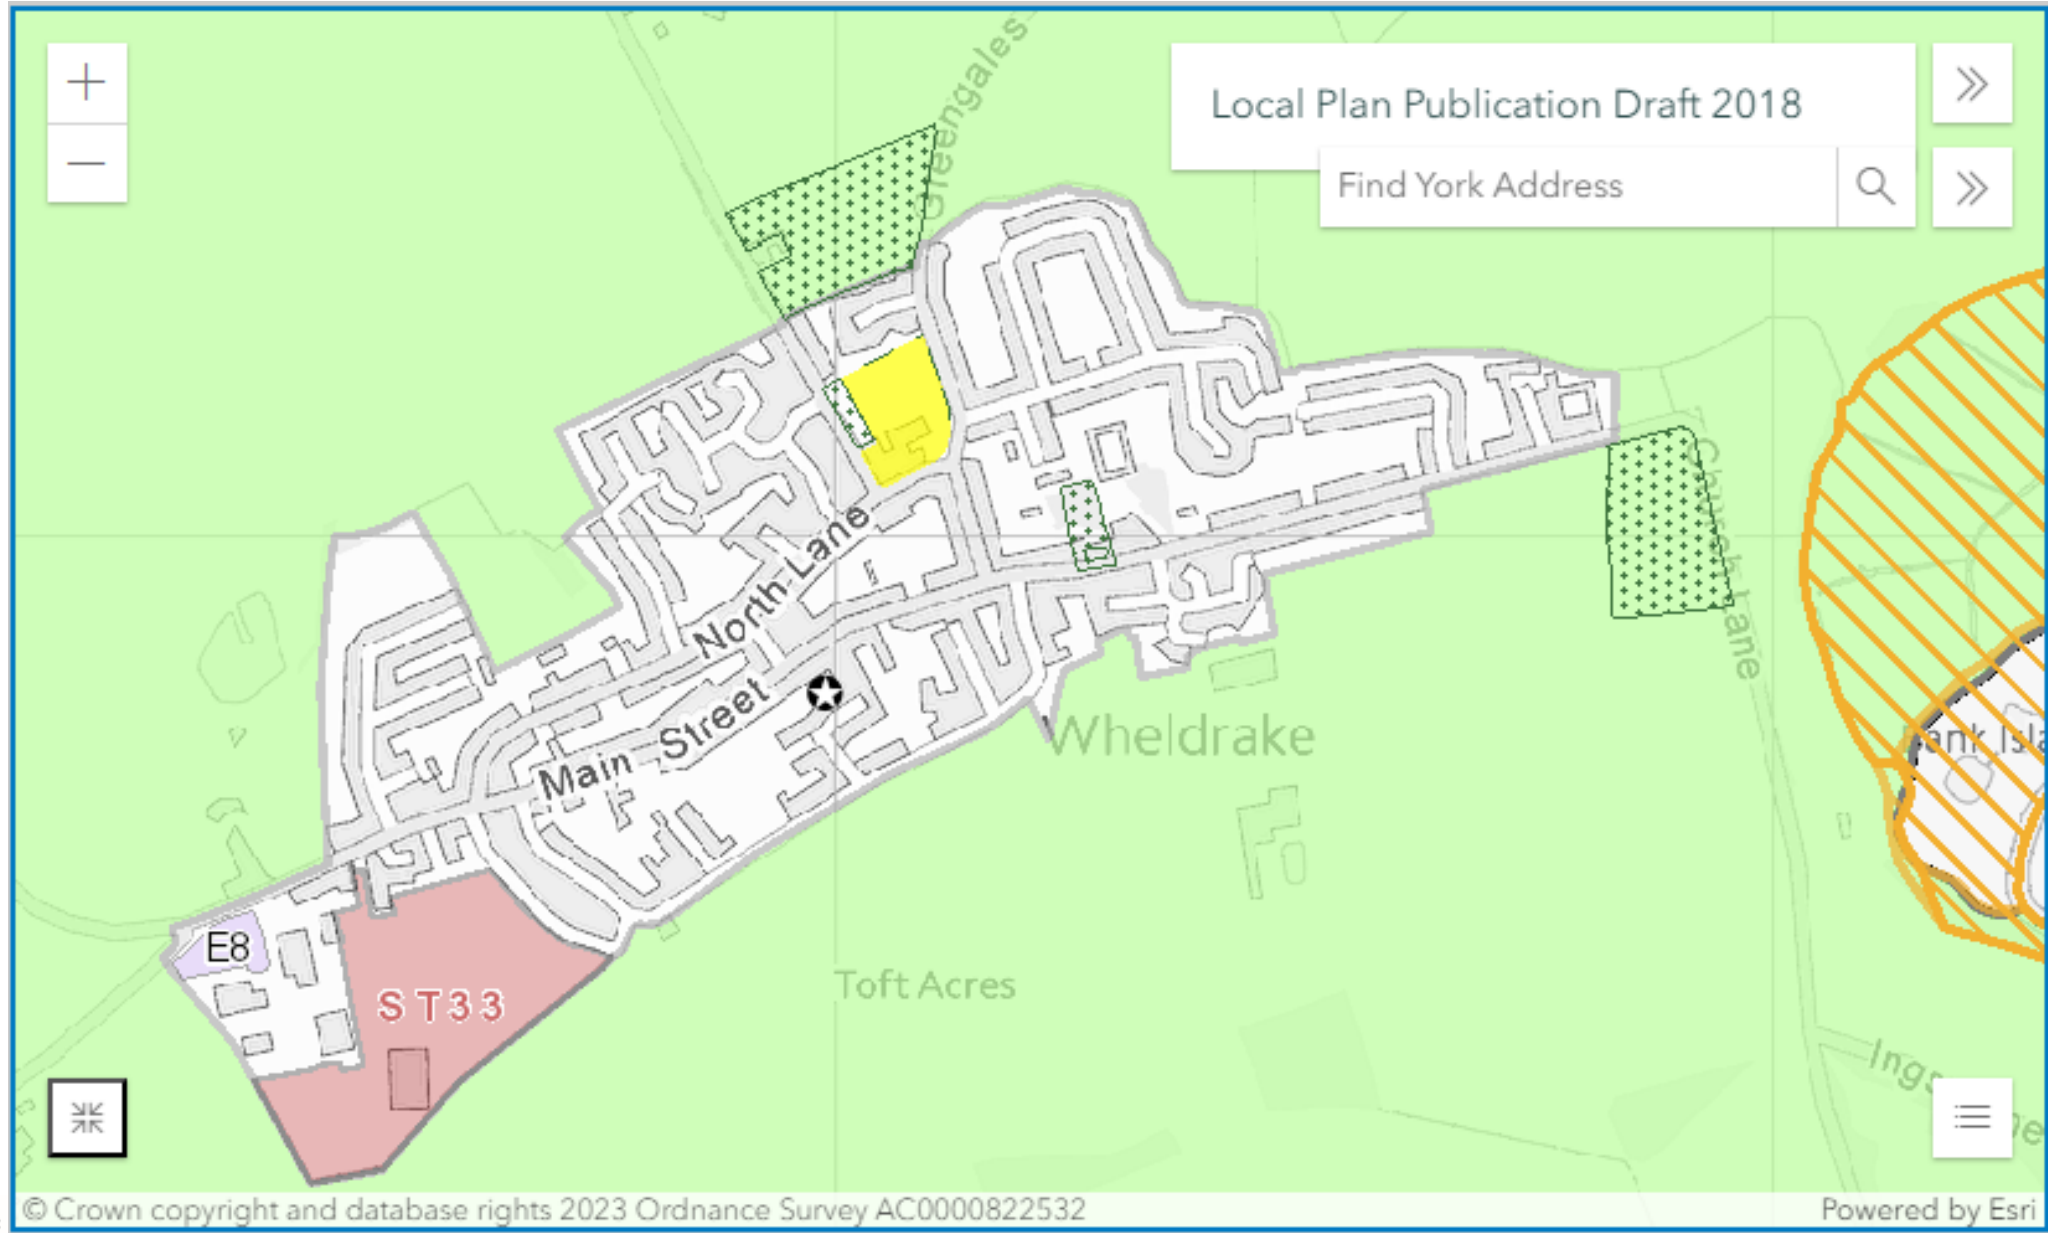 Local Plan Publication Draft 2018
Find York Address
Greengales
North Lane
Main Street
Church Lane
Wheldrake
E8
ST33
Toft Acres
© Crown copyright and database rights 2023 Ordnance Survey AC0000822532
Powered by Esri